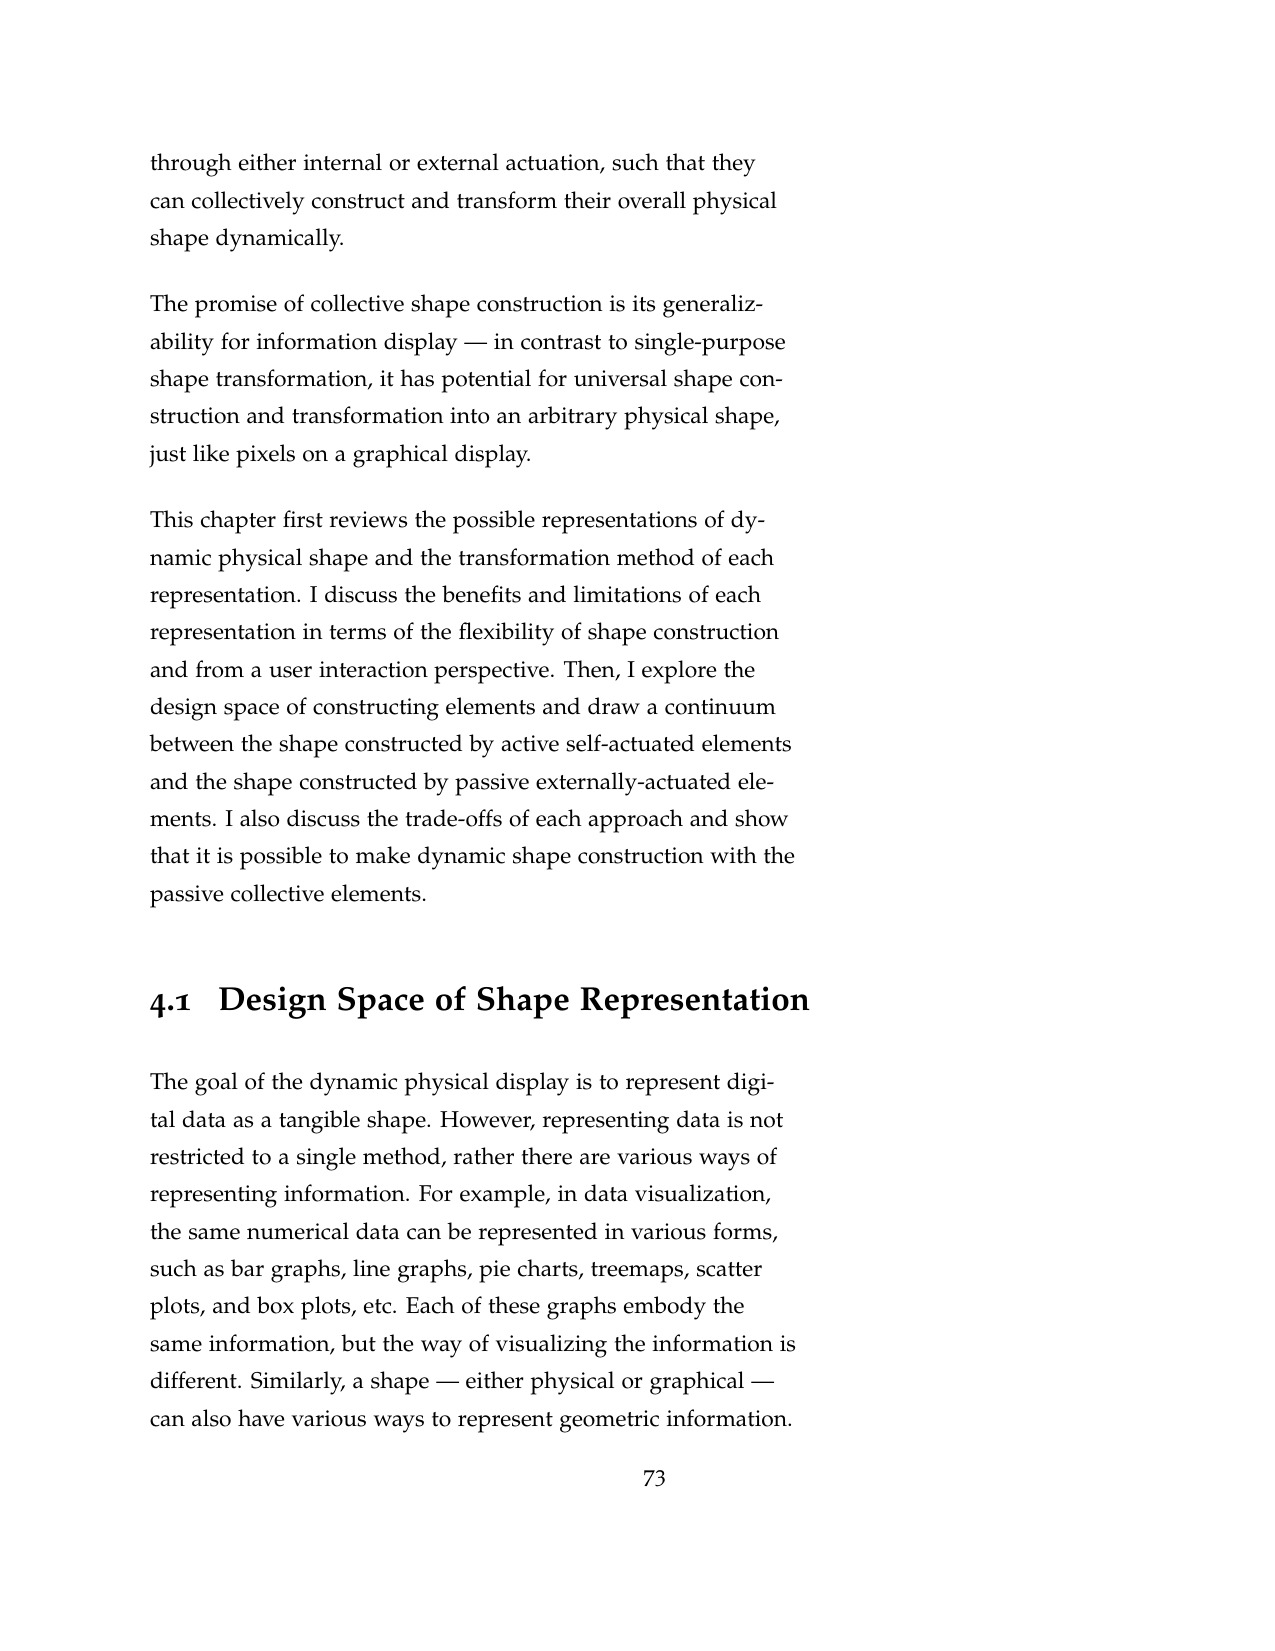 through either internal or external actuation, such that they
can collectively construct and transform their overall physical
shape dynamically.
The promise of collective shape construction is its generaliz-
ability for information display — in contrast to single-purpose
shape transformation, it has potential for universal shape con-
struction and transformation into an arbitrary physical shape,
just like pixels on a graphical display.
This chapter first reviews the possible representations of dy-
namic physical shape and the transformation method of each
representation. I discuss the benefits and limitations of each
representation in terms of the flexibility of shape construction
and from a user interaction perspective. Then, I explore the
design space of constructing elements and draw a continuum
between the shape constructed by active self-actuated elements
and the shape constructed by passive externally-actuated ele-
ments. I also discuss the trade-offs of each approach and show
that it is possible to make dynamic shape construction with the
passive collective elements.
4.1 Design Space of Shape Representation
The goal of the dynamic physical display is to represent digi-
tal data as a tangible shape. However, representing data is not
restricted to a single method, rather there are various ways of
representing information. For example, in data visualization,
the same numerical data can be represented in various forms,
such as bar graphs, line graphs, pie charts, treemaps, scatter
plots, and box plots, etc. Each of these graphs embody the
same information, but the way of visualizing the information is
different. Similarly, a shape — either physical or graphical —
can also have various ways to represent geometric information.
73